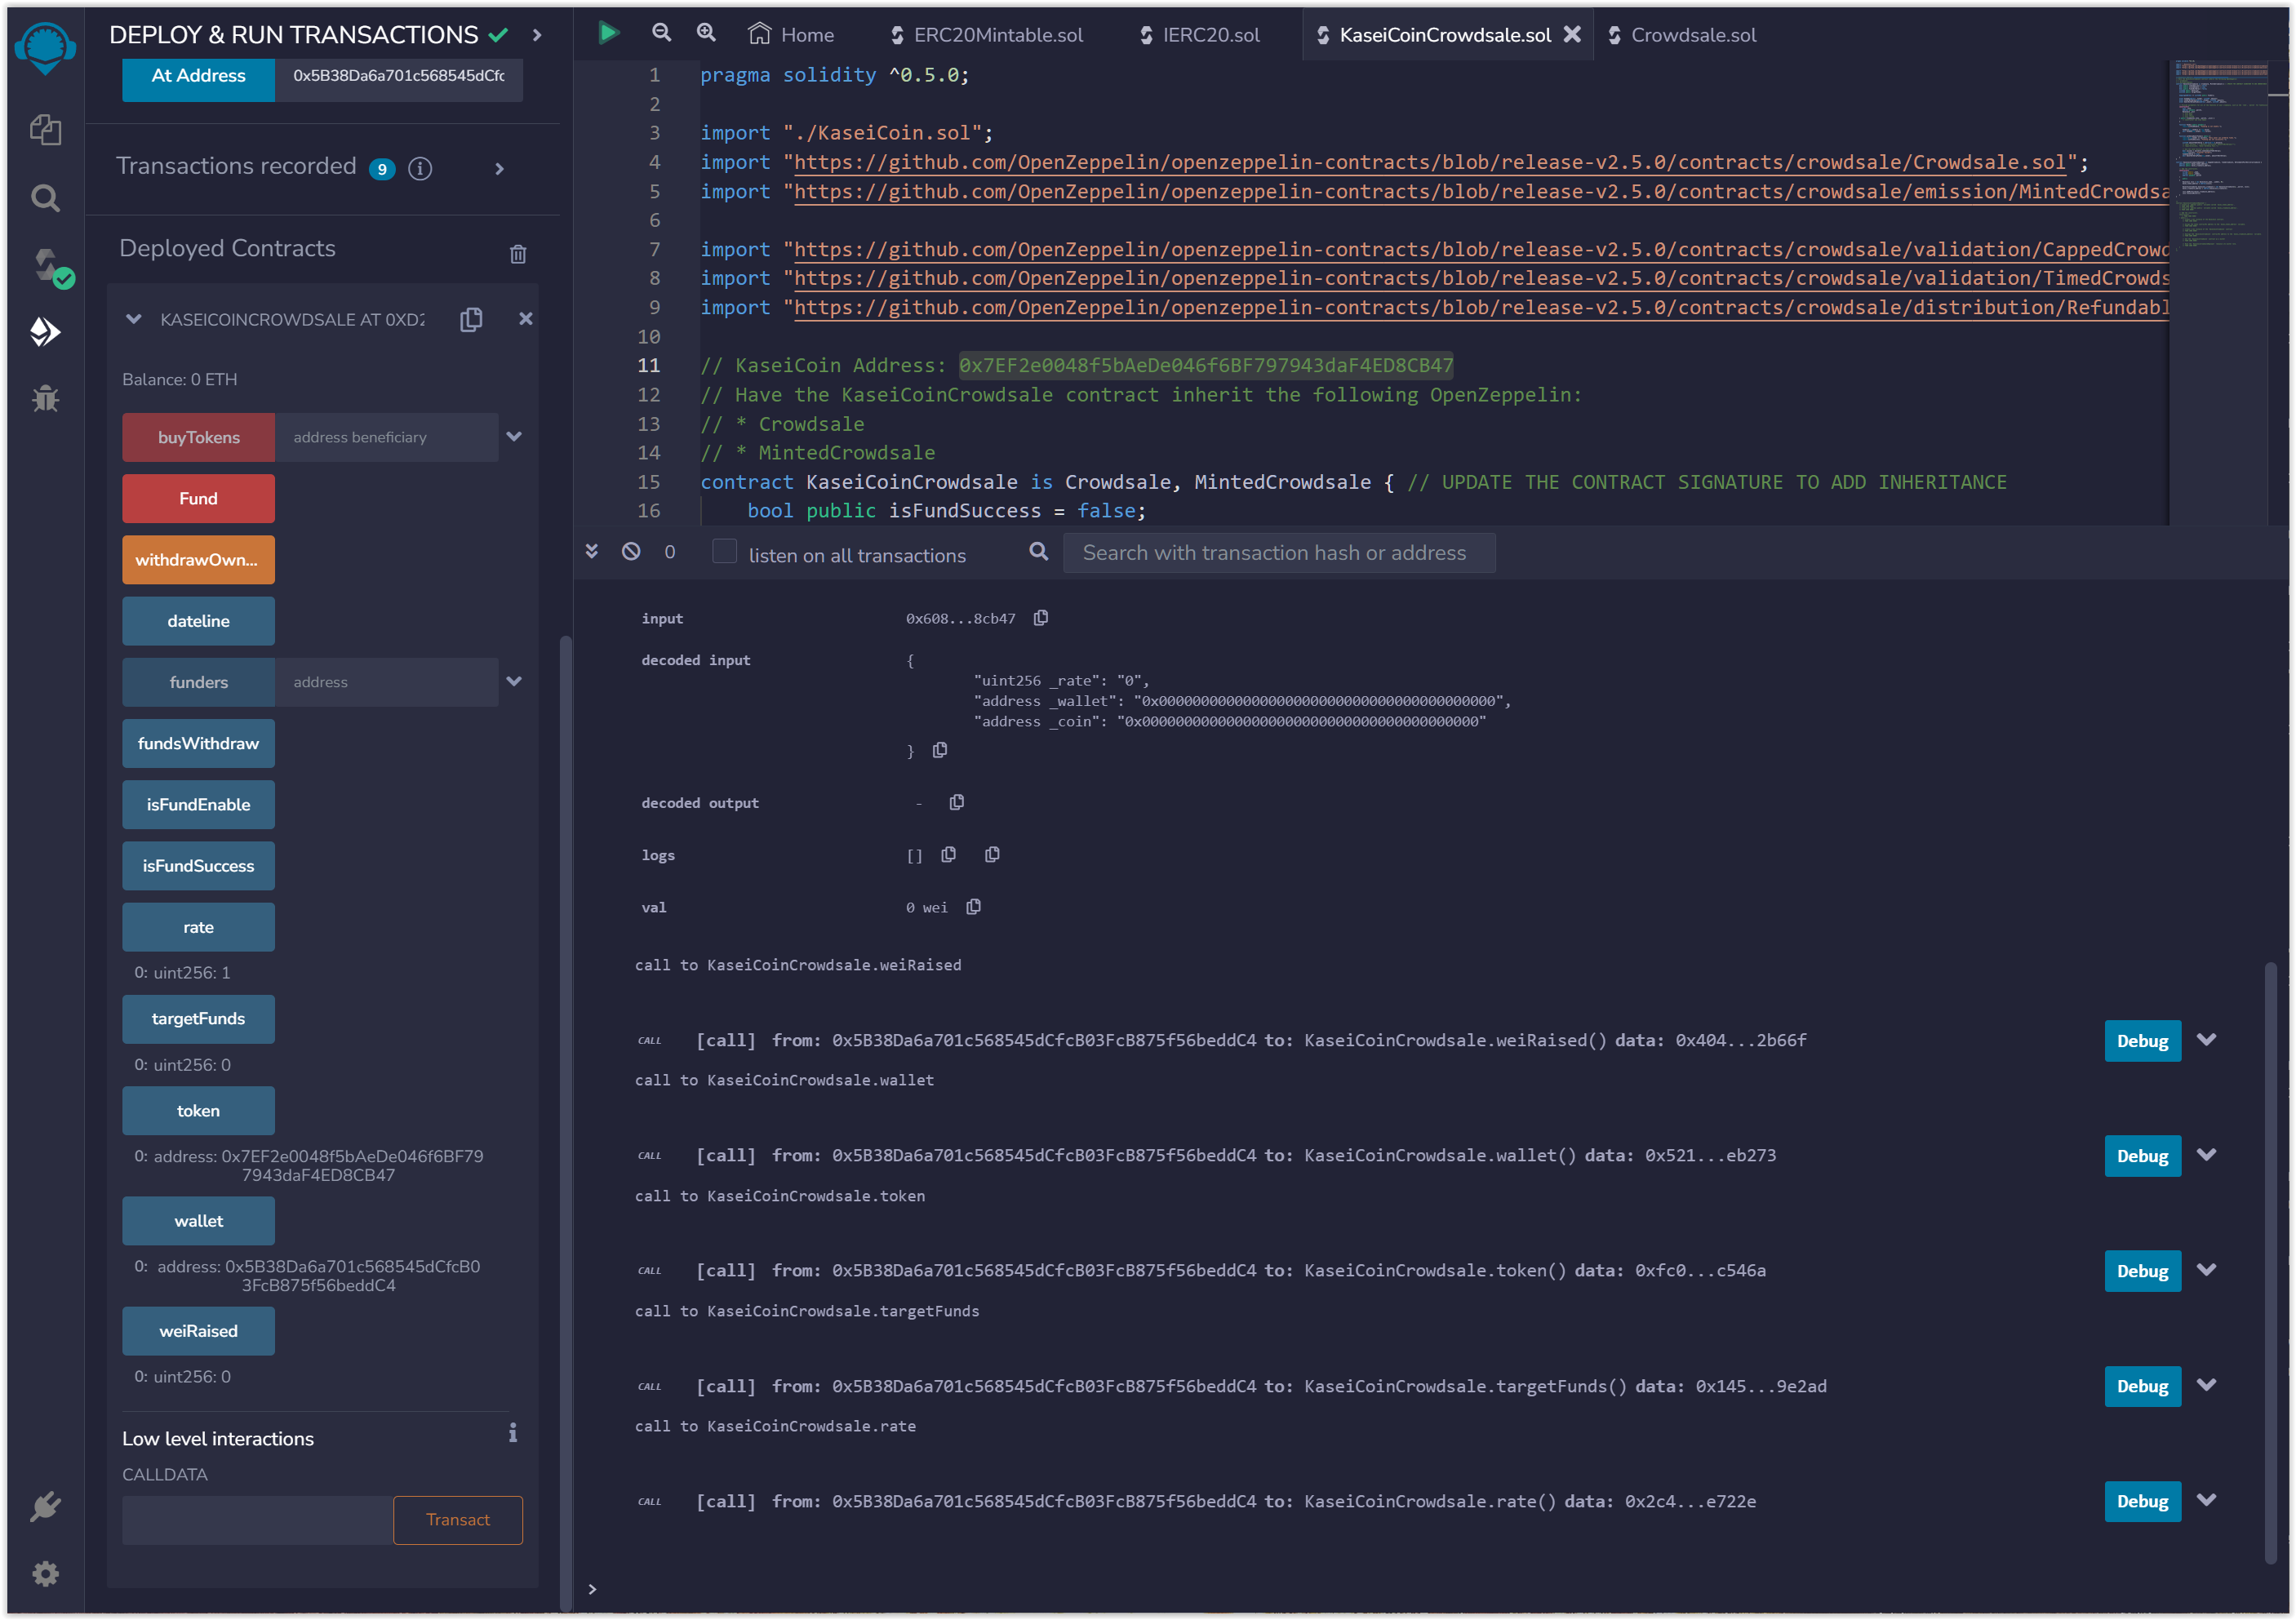 DEPLOY & RUN TRANSACTIONS
At Address 0x5B38Da6a701c568545dCfc
Transactions recorded 9 i
Deployed Contracts
KASEICOINCROWDSALE AT 0XD2
Balance: 0 ETH
buyTokens address beneficiary
Fund
withdrawOwn...
dateline
funders address
fundsWithdraw
isFundEnable
isFundSuccess
rate
0: uint256: 1
targetFunds
0: uint256: 0
token
0: address: 0x7EF2e0048f5bAeDe046f6BF79
7943daF4ED8CB47
wallet
0: address: 0x5B38Da6a701c568545dCfcB0
3FcB875f56beddC4
weiRaised
0: uint256: 0
Low level interactions i
CALLDATA
Transact
Home ERC20Mintable.sol IERC20.sol KaseiCoinCrowdsale.sol Crowdsale.sol
1 pragma solidity ^0.5.0;
2
3 import "./KaseiCoin.sol";
4 import "https://github.com/OpenZeppelin/openzeppelin-contracts/blob/release-v2.5.0/contracts/crowdsale/Crowdsale.sol";
5 import "https://github.com/OpenZeppelin/openzeppelin-contracts/blob/release-v2.5.0/contracts/crowdsale/emission/MintedCrowdsa
6
7 import "https://github.com/OpenZeppelin/openzeppelin-contracts/blob/release-v2.5.0/contracts/crowdsale/validation/CappedCrowd
8 import "https://github.com/OpenZeppelin/openzeppelin-contracts/blob/release-v2.5.0/contracts/crowdsale/validation/TimedCrowds
9 import "https://github.com/OpenZeppelin/openzeppelin-contracts/blob/release-v2.5.0/contracts/crowdsale/distribution/Refundabl
10
11 // KaseiCoin Address: 0x7EF2e0048f5bAeDe046f6BF797943daF4ED8CB47
12 // Have the KaseiCoinCrowdsale contract inherit the following OpenZeppelin:
13 // * Crowdsale
14 // * MintedCrowdsale
15 contract KaseiCoinCrowdsale is Crowdsale, MintedCrowdsale { // UPDATE THE CONTRACT SIGNATURE TO ADD INHERITANCE
16 bool public isFundSuccess = false;
0 listen on all transactions Search with transaction hash or address
input 0x608...8cb47
decoded input {
"uint256 _rate": "0",
"address _wallet": "0x0000000000000000000000000000000000000000",
"address _coin": "0x0000000000000000000000000000000000000000"
}
decoded output -
logs []
val 0 wei
call to KaseiCoinCrowdsale.weiRaised
CALL [call] from: 0x5B38Da6a701c568545dCfcB03FcB875f56beddC4 to: KaseiCoinCrowdsale.weiRaised() data: 0x404...2b66f Debug
call to KaseiCoinCrowdsale.wallet
CALL [call] from: 0x5B38Da6a701c568545dCfcB03FcB875f56beddC4 to: KaseiCoinCrowdsale.wallet() data: 0x521...eb273 Debug
call to KaseiCoinCrowdsale.token
CALL [call] from: 0x5B38Da6a701c568545dCfcB03FcB875f56beddC4 to: KaseiCoinCrowdsale.token() data: 0xfc0...c546a Debug
call to KaseiCoinCrowdsale.targetFunds
CALL [call] from: 0x5B38Da6a701c568545dCfcB03FcB875f56beddC4 to: KaseiCoinCrowdsale.targetFunds() data: 0x145...9e2ad Debug
call to KaseiCoinCrowdsale.rate
CALL [call] from: 0x5B38Da6a701c568545dCfcB03FcB875f56beddC4 to: KaseiCoinCrowdsale.rate() data: 0x2c4...e722e Debug
>